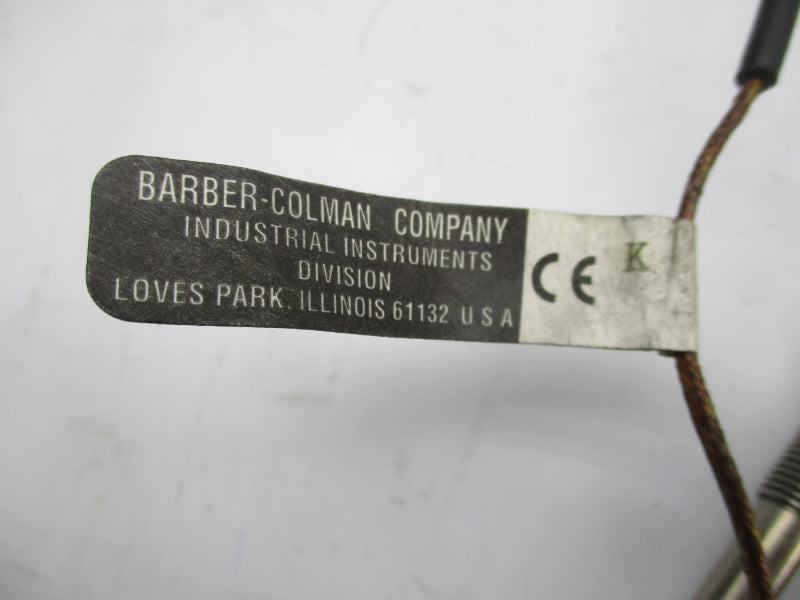 BARBER-COLMAN COMPANY
INDUSTRIAL INSTRUMENTS
DIVISION
LOVES PARK. ILLINOIS 61132 U S A
CE K